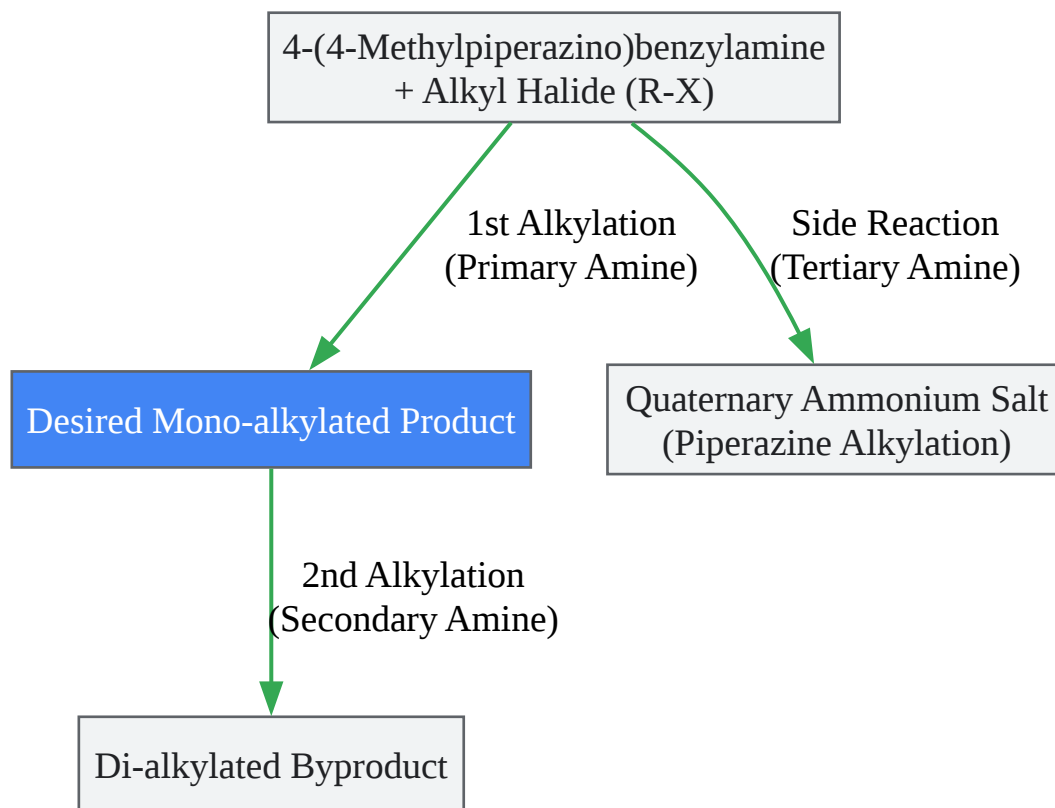 4-(4-Methylpiperazino)benzylamine
+ Alkyl Halide (R-X)
1st Alkylation
(Primary Amine)
Side Reaction
(Tertiary Amine)
Desired Mono-alkylated Product
Quaternary Ammonium Salt
(Piperazine Alkylation)
2nd Alkylation
(Secondary Amine)
Di-alkylated Byproduct